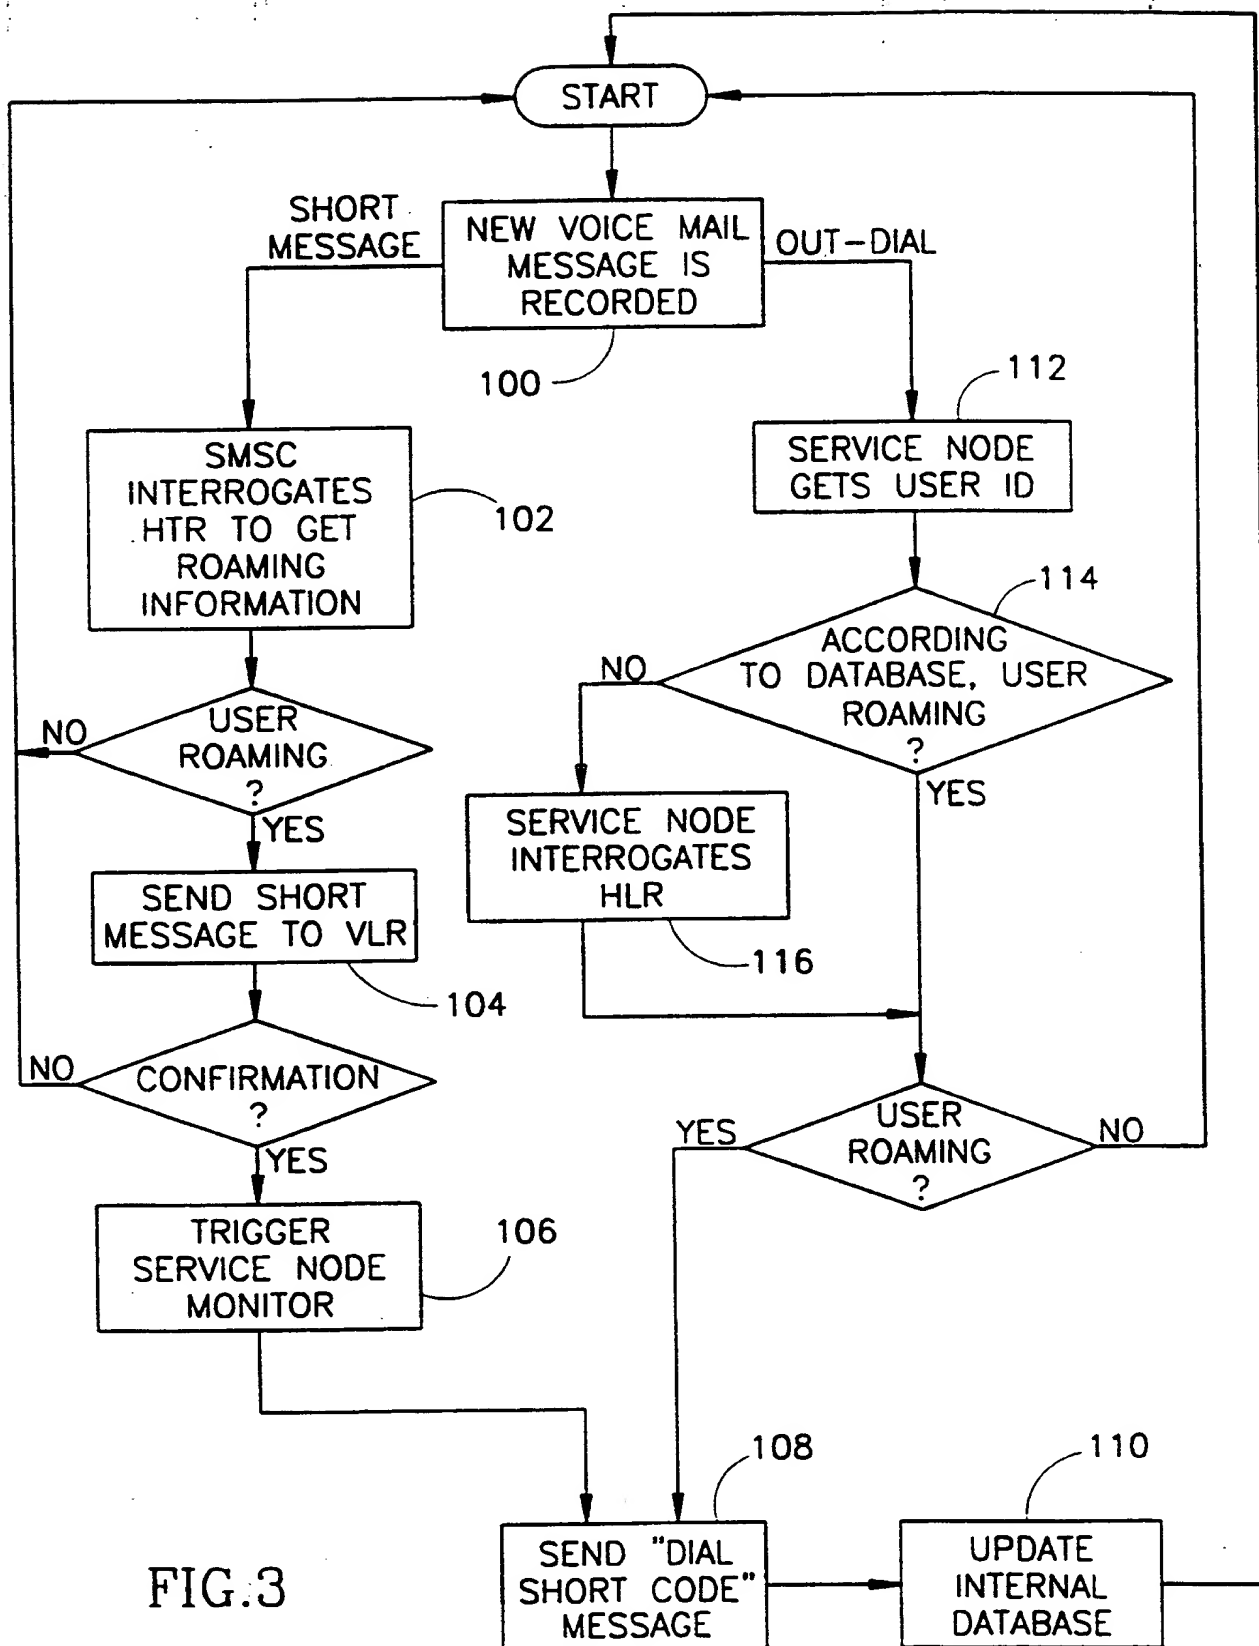 START
SHORT
MESSAGE
NEW VOICE MAIL
MESSAGE IS
RECORDED
OUT-DIAL
100
112
SMSC
INTERROGATES
HTR TO GET
ROAMING
INFORMATION
102
SERVICE NODE
GETS USER ID
114
ACCORDING
TO DATABASE, USER
ROAMING
?
NO
YES
USER
ROAMING
?
NO
YES
SERVICE NODE
INTERROGATES
HLR
116
SEND SHORT
MESSAGE TO VLR
104
CONFIRMATION
?
NO
YES
USER
ROAMING
?
YES
NO
TRIGGER
SERVICE NODE
MONITOR
106
108
110
SEND "DIAL
SHORT CODE"
MESSAGE
UPDATE
INTERNAL
DATABASE
FIG.3